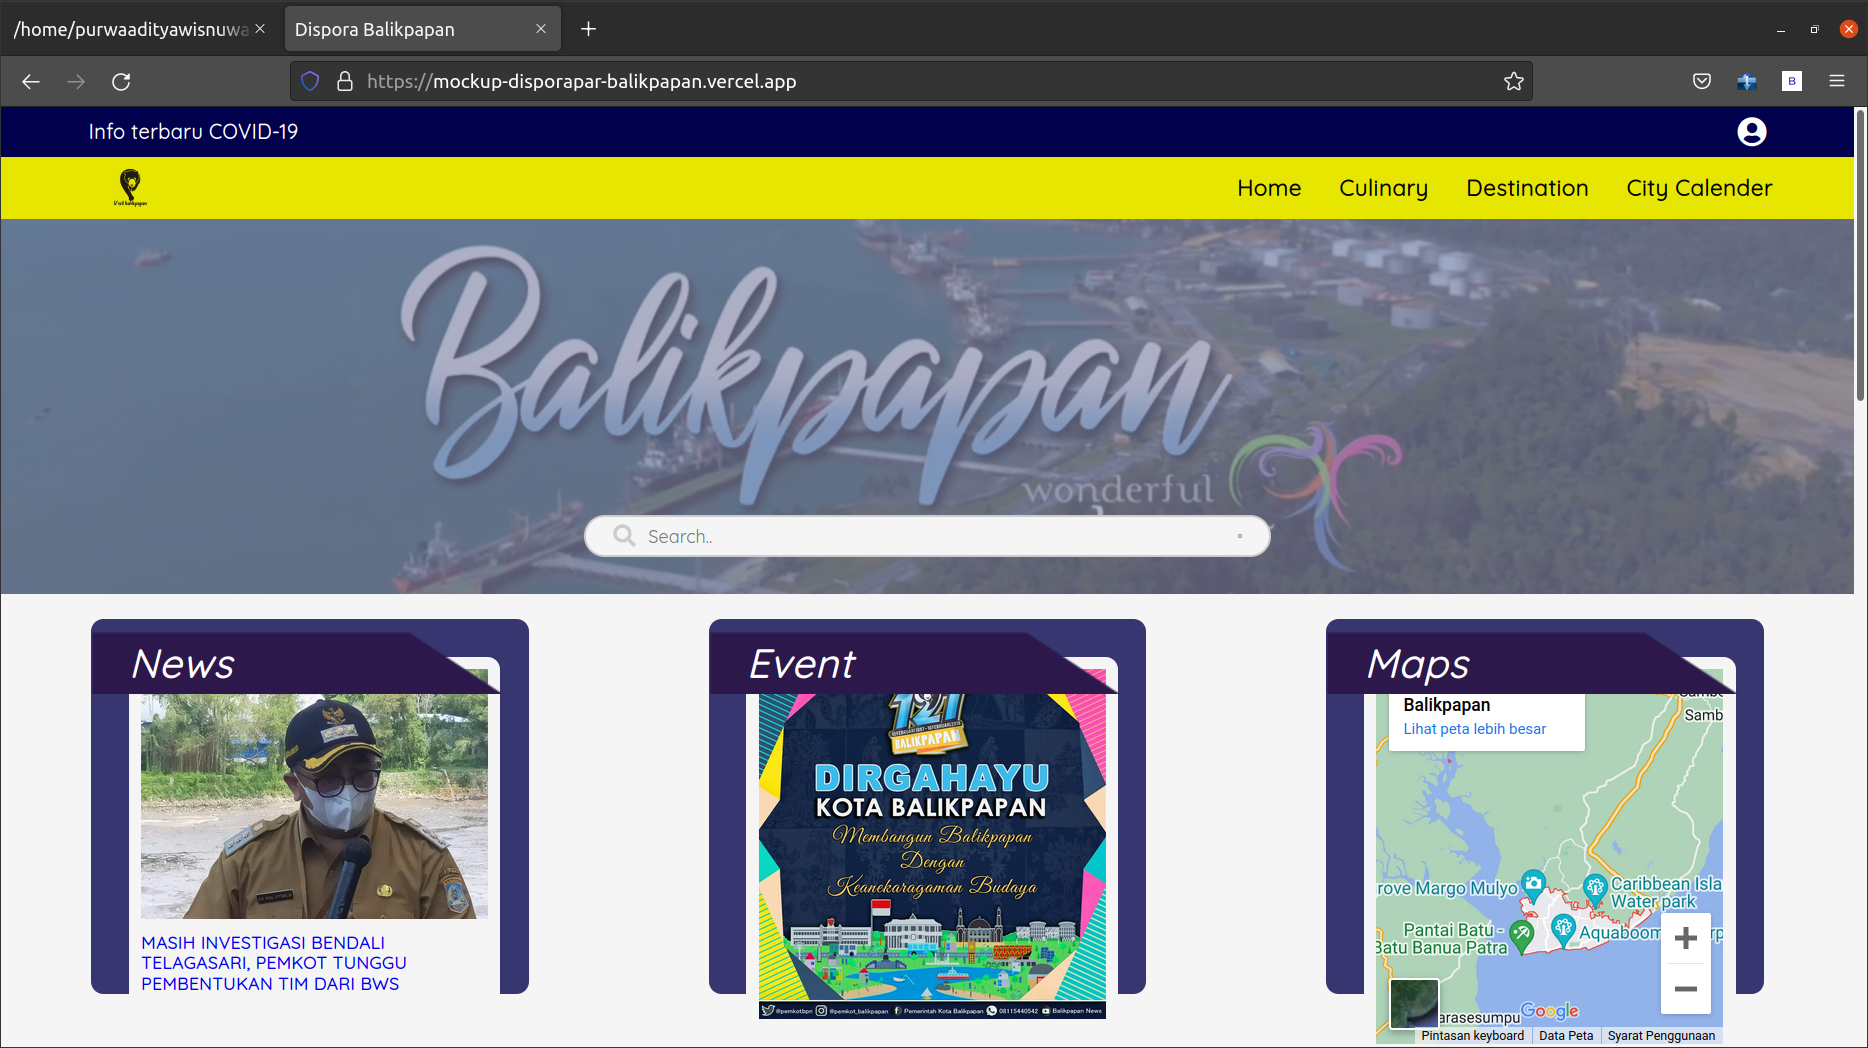 /home/purwaadityawisnuwa
Dispora Balikpapan
https://mockup-disporapar-balikpapan.vercel.app
B
Info terbaru COVID-19
Visit balikpapan
Home
Culinary
Destination
City Calender
Balikpapan
wonderful
Search..
News
MASIH INVESTIGASI BENDALI
TELAGASARI, PEMKOT TUNGGU
PEMBENTUKAN TIM DARI BWS
Event
121
BALIKPAPAN
DIRGAHAYU
KOTA BALIKPAPAN
Membangun Balikpapan
Dengan
Keanekaragaman Budaya
@pemkotbpn
@pemkot_balikpapan
Pemerintah Kota Balikpapan
08115440542
Balikpapan News
Maps
Balikpapan
Lihat peta lebih besar
Samb
rove Margo Mulyo
Caribbean Isla
Water park
Pantai Batu -
Batu Banua Patra
Aquaboom
rp
arasesumpu
Google
Pintasan keyboard
Data Peta
Syarat Penggunaan